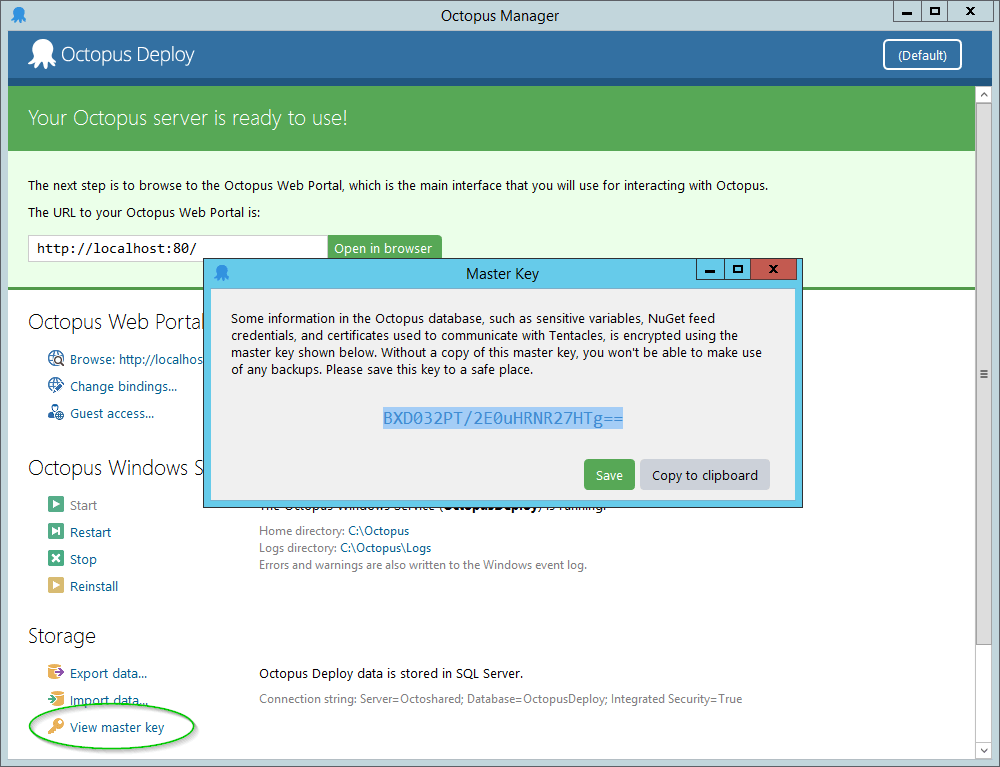 Octopus Manager
Octopus Deploy
(Default)
Your Octopus server is ready to use!
The next step is to browse to the Octopus Web Portal, which is the main interface that you will use for interacting with Octopus.
The URL to your Octopus Web Portal is:
http://localhost:80/
Open in browser
Master Key
Some information in the Octopus database, such as sensitive variables, NuGet feed
credentials, and certificates used to communicate with Tentacles, is encrypted using the
master key shown below. Without a copy of this master key, you won't be able to make use
of any backups. Please save this key to a safe place.
BXD032PT/2E0uHRNR27HTg==
Save
Copy to clipboard
Octopus Web Portal
Browse: http://localhos
Change bindings...
Guest access...
Octopus Windows S
Start
Restart
Stop
Reinstall
The Octopus Windows Service (OctopusDeploy) is running.
Home directory: C:\Octopus
Logs directory: C:\Octopus\Logs
Errors and warnings are also written to the Windows event log.
Storage
Export data...
Import data...
View master key
Octopus Deploy data is stored in SQL Server.
Connection string: Server=Octoshared; Database=OctopusDeploy; Integrated Security=True